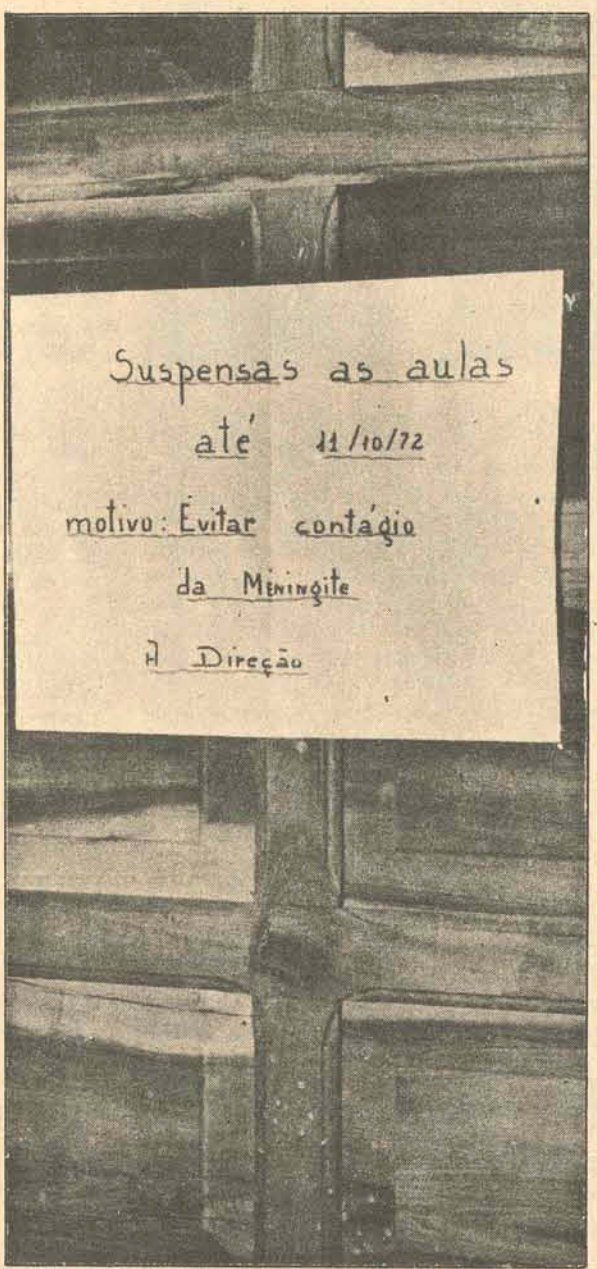 Suspensas as aulas
até 11/10/72
motivo: Evitar contágio
da Meningite
A Direção